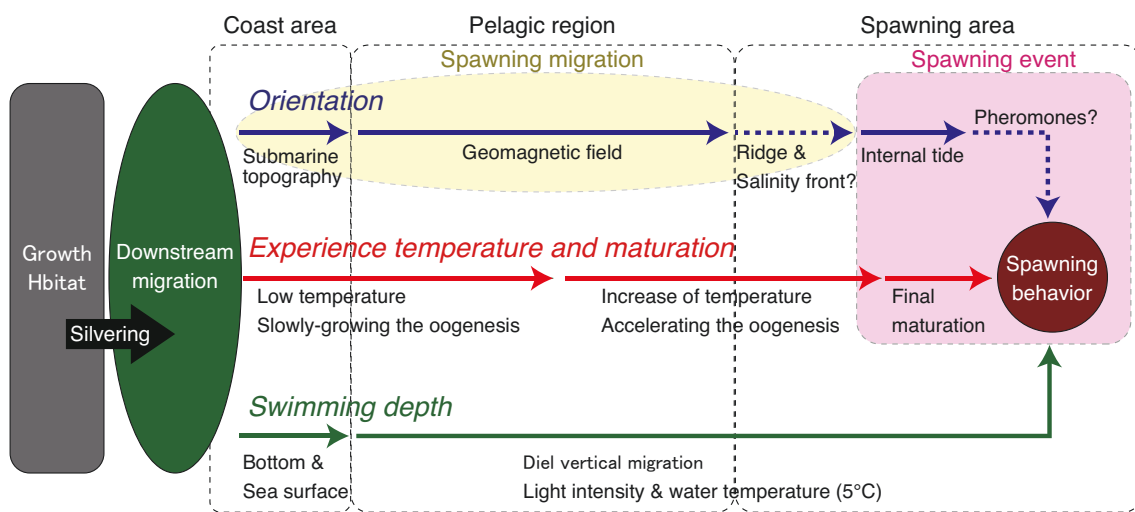 Coast area
Pelagic region
Spawning area
Spawning migration
Spawning event
Orientation
Pheromones?
Submarine
topography
Geomagnetic field
Ridge &
Salinity front?
Internal tide
Growth
Hbitat
Downstream
migration
Silvering
Experience temperature and maturation
Low temperature
Slowly-growing the oogenesis
Increase of temperature
Accelerating the oogenesis
Final
maturation
Spawning
behavior
Swimming depth
Bottom &
Sea surface
Diel vertical migration
Light intensity & water temperature (5°C)